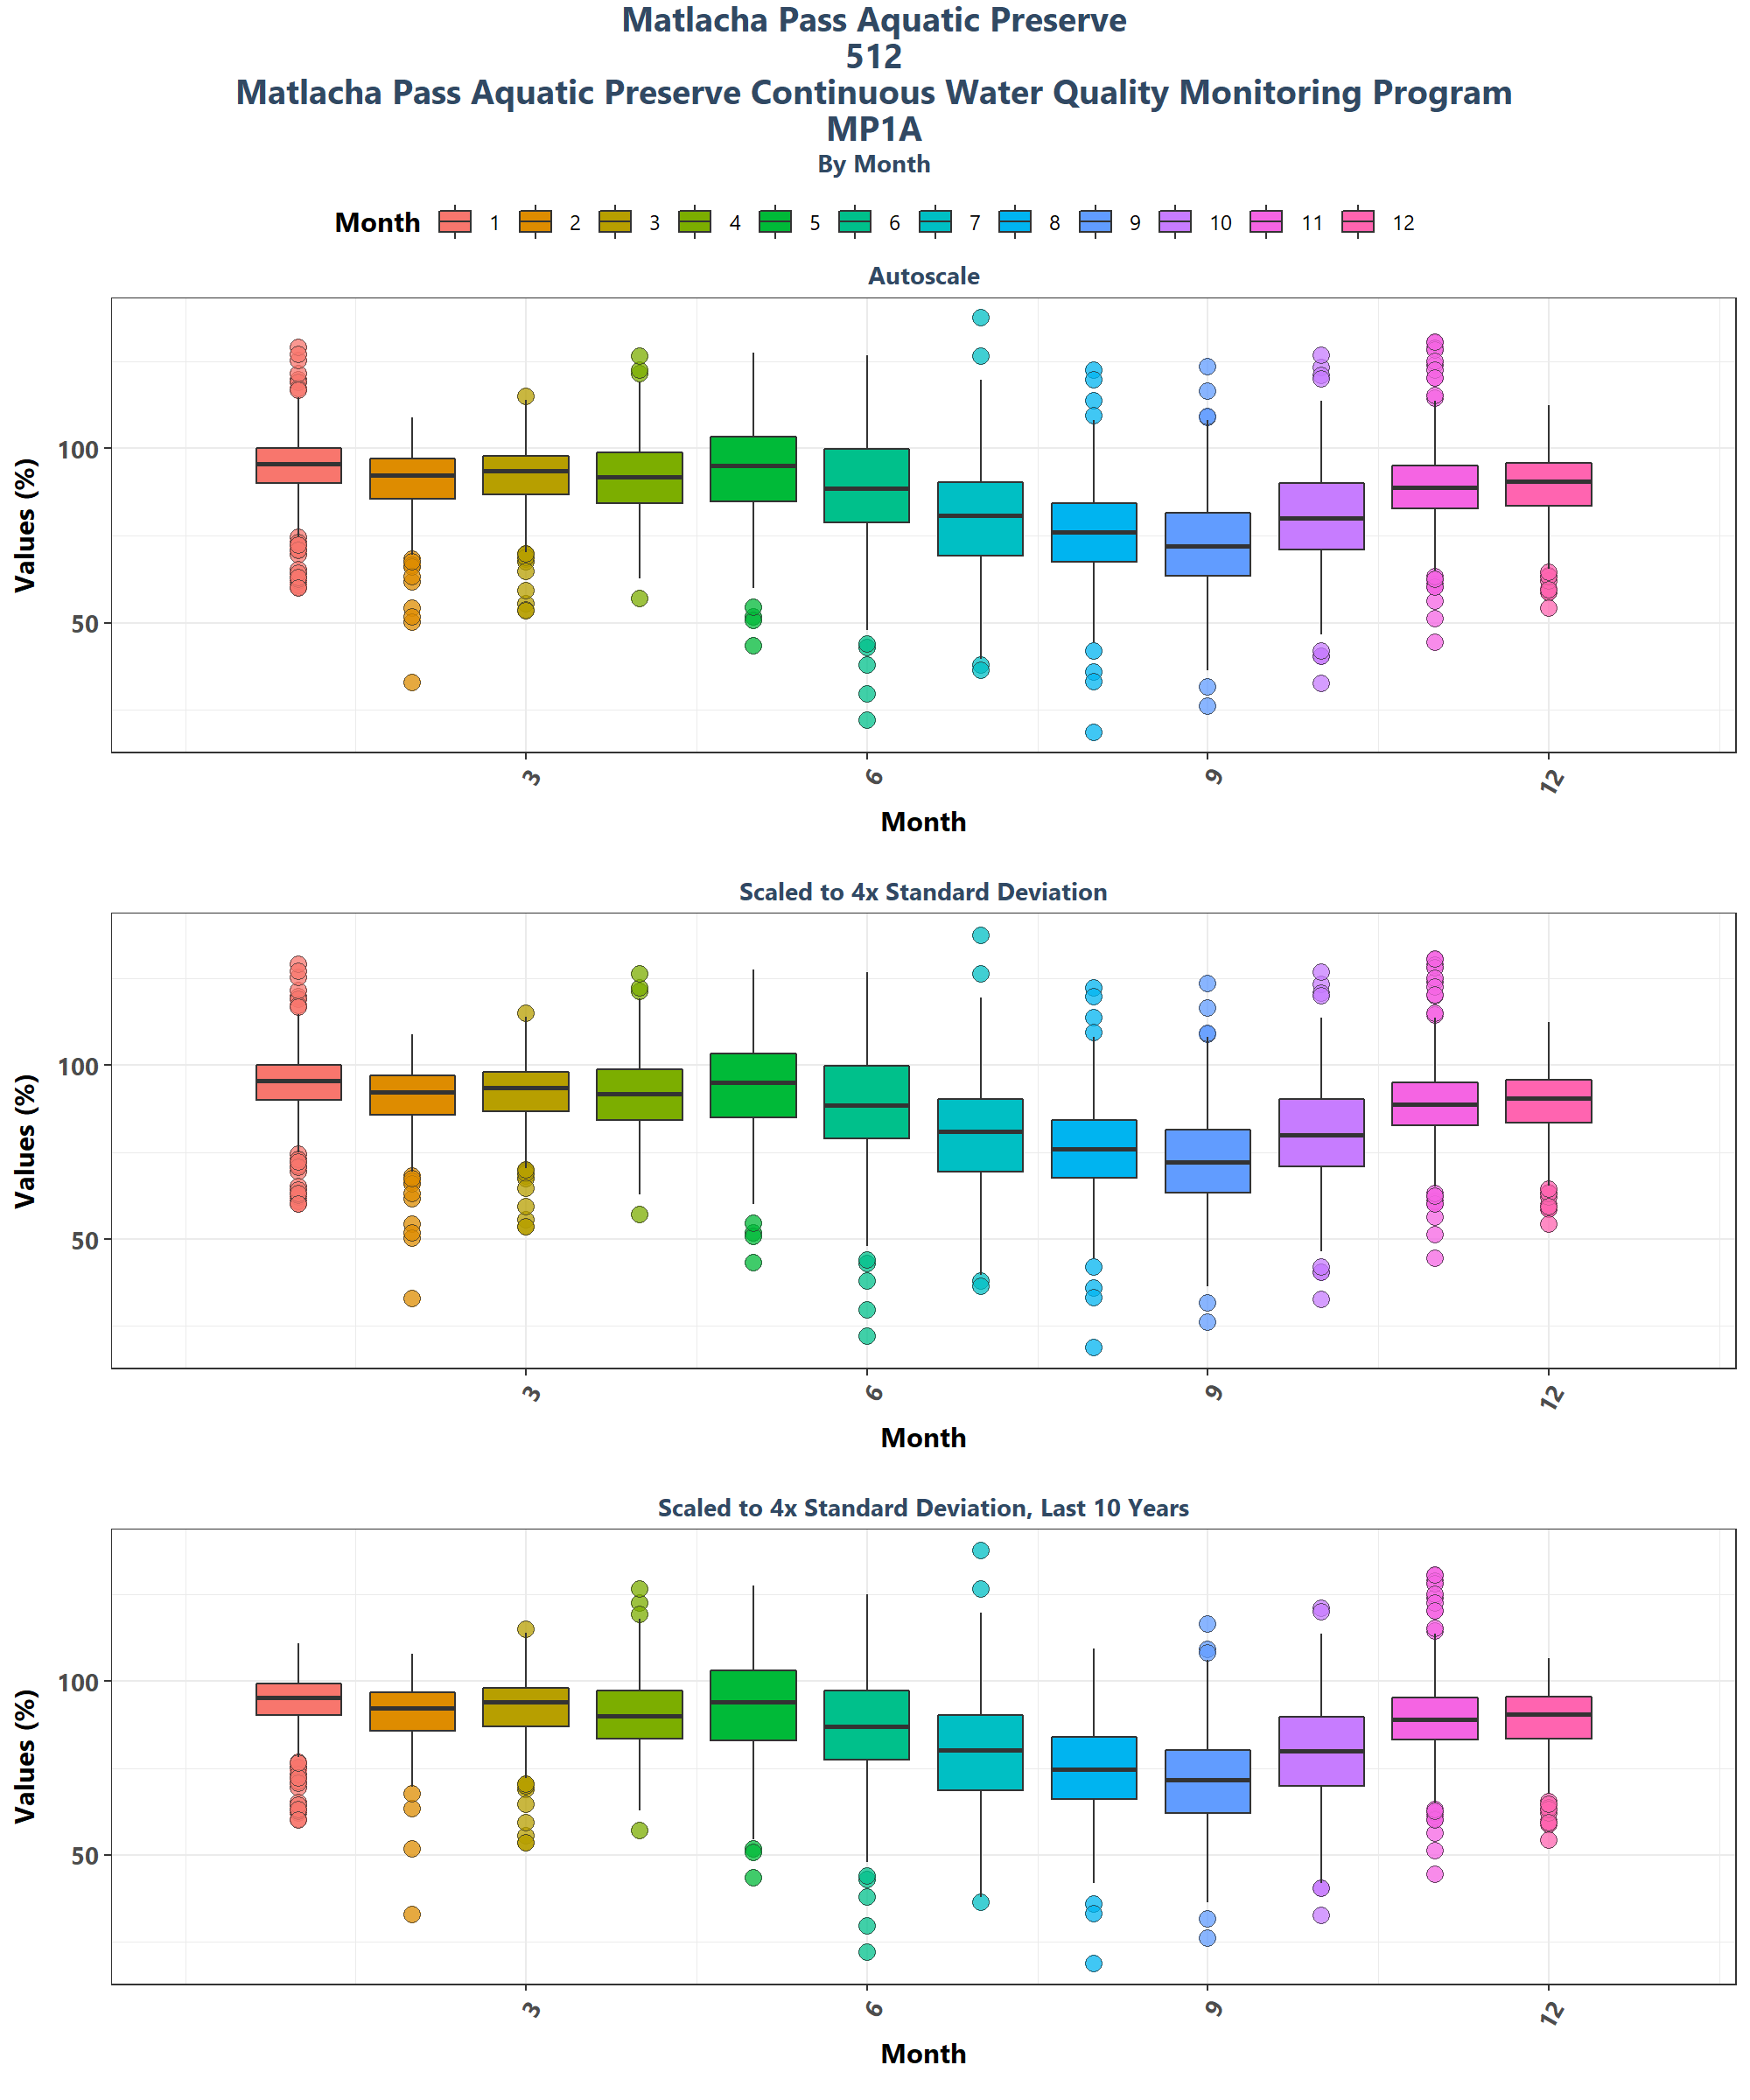 Matlacha Pass Aquatic Preserve
512
Matlacha Pass Aquatic Preserve Continuous Water Quality Monitoring Program
MP1A
By Month
Month 1 2 3 4 5 6 7 8 9 10 11 12
Autoscale
Values (%)
100
50
3 6 9 12
Month
Scaled to 4x Standard Deviation
Values (%)
100
50
3 6 9 12
Month
Scaled to 4x Standard Deviation, Last 10 Years
Values (%)
100
50
3 6 9 12
Month